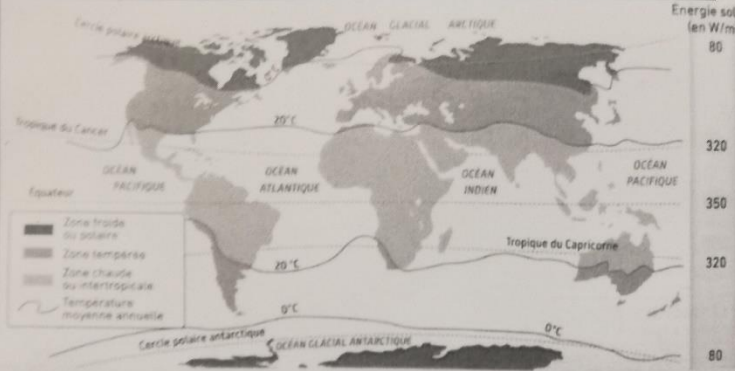 Energie sol
(en W/m
Cercle polaire
OCÉAN GLACIAL ARCTIQUE
80
20°C
Tropique du Cancer
320
OCÉAN
PACIFIQUE
OCÉAN
ATLANTIQUE
OCÉAN
INDIEN
OCÉAN
PACIFIQUE
Equateur
350
Zone froide
ou polaire
Zone tempérée
Zone chaude
ou intertropicale
Température
moyenne annuelle
Tropique du Capricorne
20°C
320
0°C
0°C
Cercle polaire antarctique
OCÉAN GLACIAL ANTARCTIQUE
80